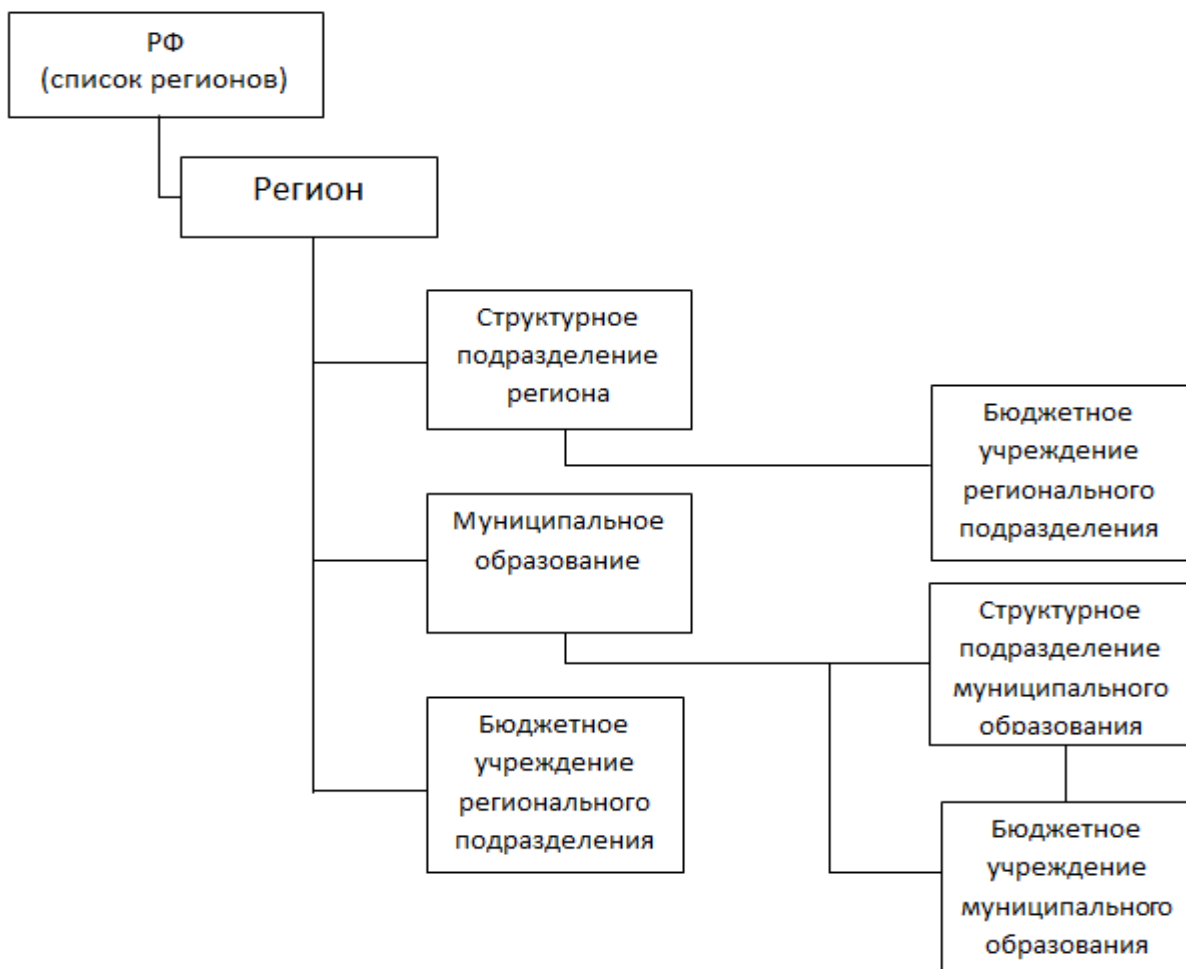 РФ
(список регионов)
Регион
Структурное
подразделение
региона
Бюджетное
учреждение
регионального
подразделения
Муниципальное
образование
Структурное
подразделение
муниципального
образования
Бюджетное
учреждение
регионального
подразделения
Бюджетное
учреждение
муниципального
образования